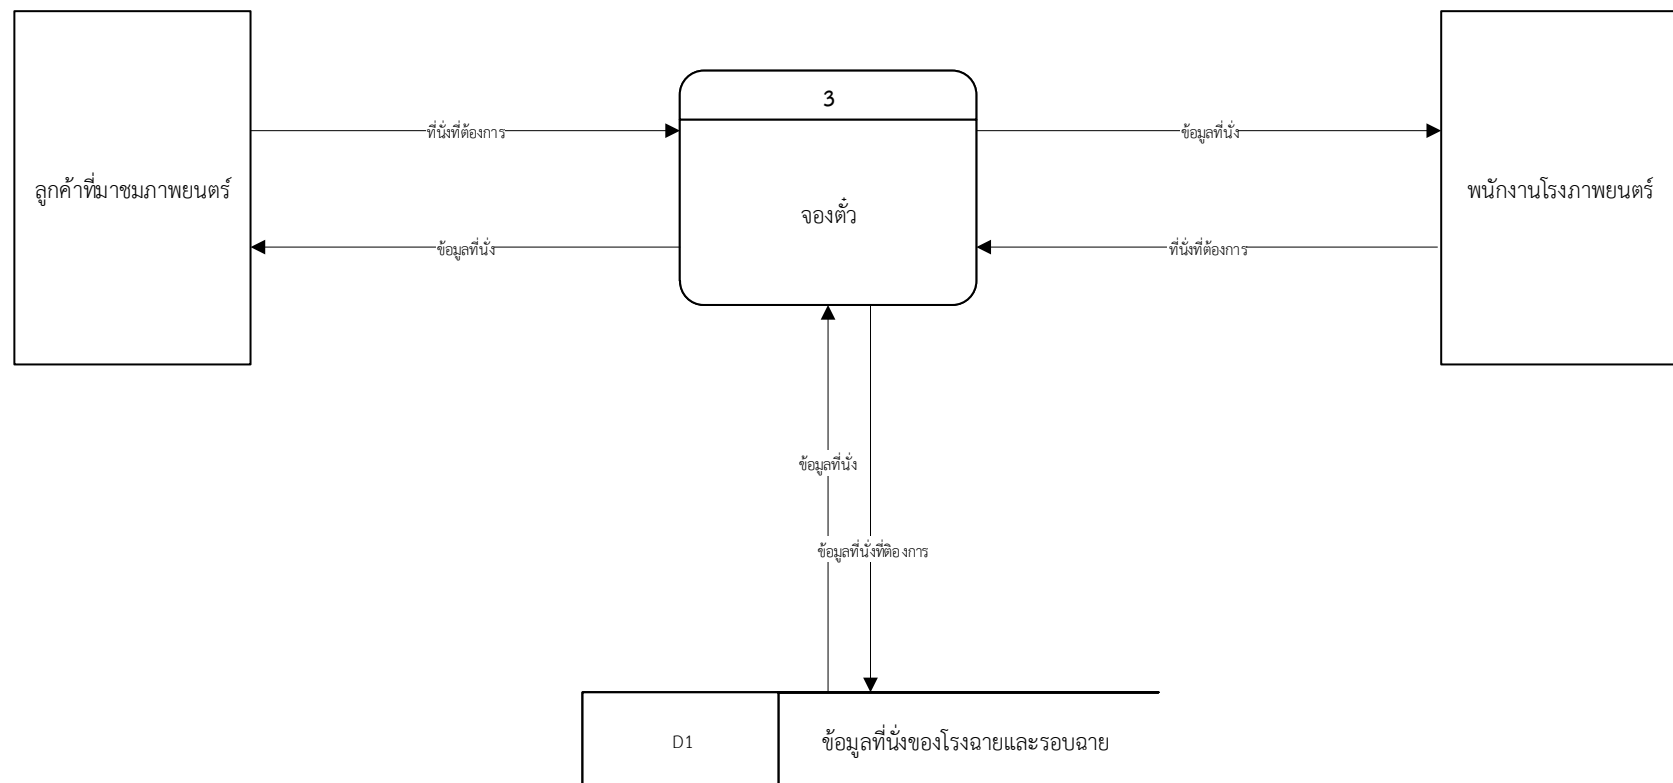 3
ที่นั่งที่ต้องการ
ข้อมูลที่นั่ง
ลูกค้าที่มาชมภาพยนตร์
จองตั๋ว
พนักงานโรงภาพยนตร์
ข้อมูลที่นั่ง
ที่นั่งที่ต้องการ
ข้อมูลที่นั่ง
ข้อมูลที่นั่งที่ติองการ
D1
ข้อมูลที่นั่งของโรงฉายและรอบฉาย